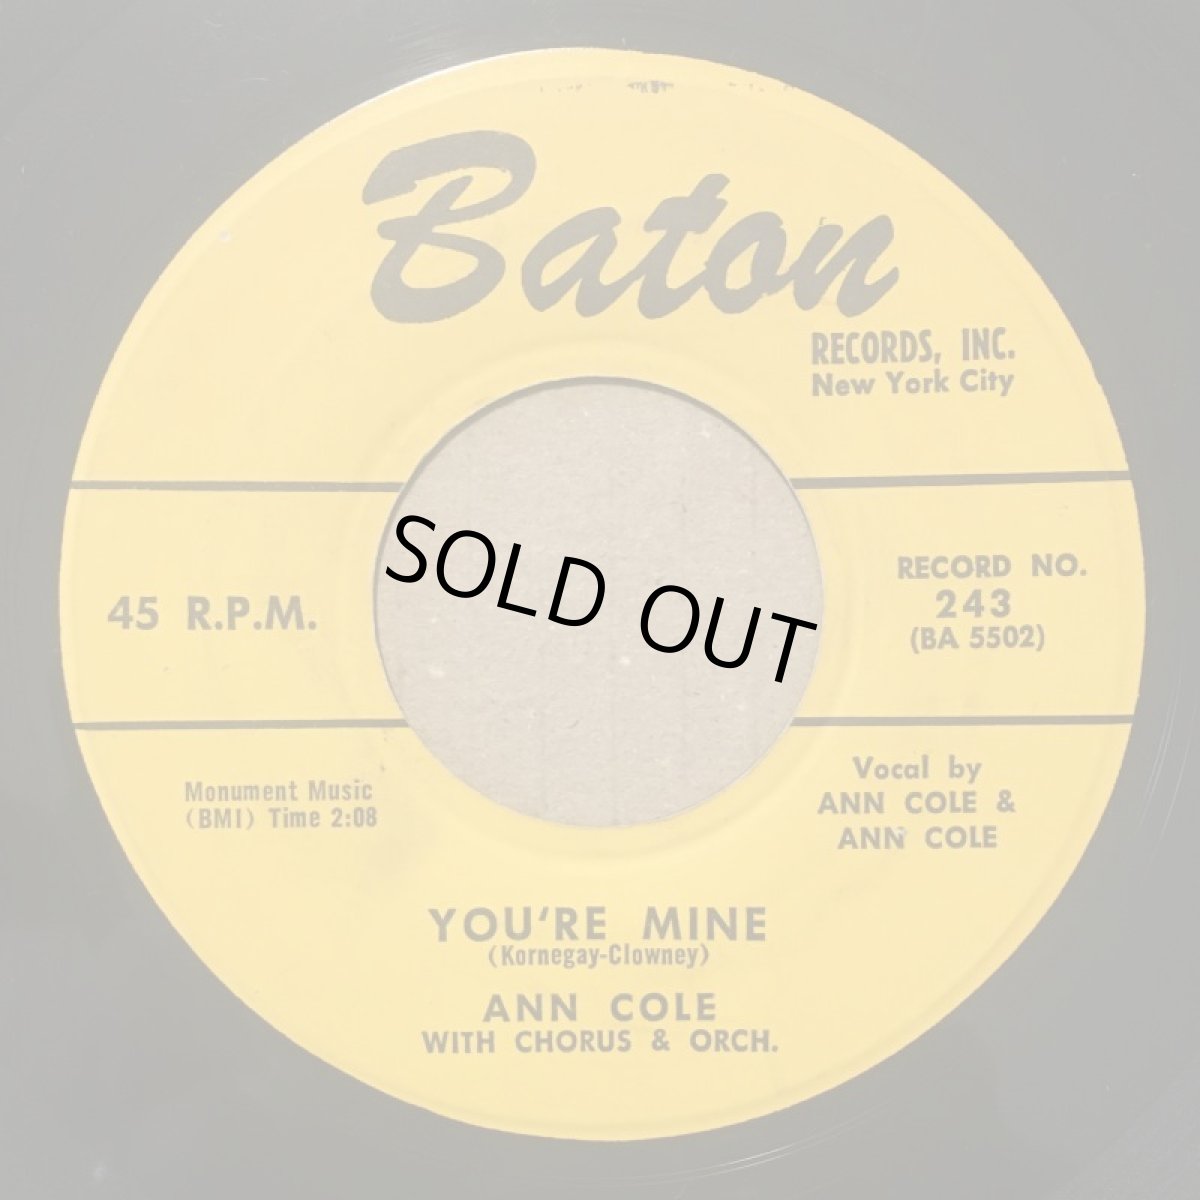 Baton
RECORDS, INC.
New York City
SOLD OUT
45 R.P.M.
RECORD NO.
243
(BA 5502)
Monument Music
(BMI) Time 2:08
Vocal by
ANN COLE &
ANN COLE
YOU'RE MINE
(Kornegay-Clowney)
ANN COLE
WITH CHORUS & ORCH.